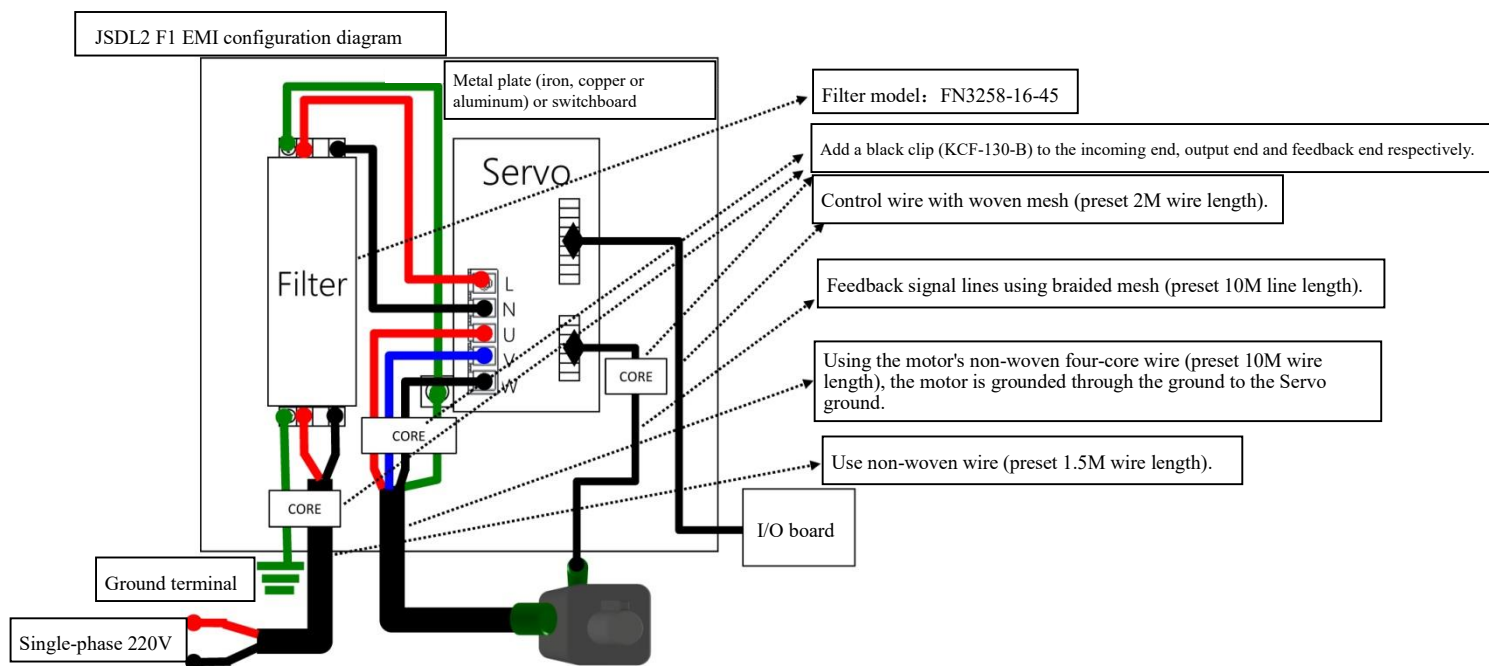 JSDL2 F1 EMI configuration diagram
Metal plate (iron, copper or
aluminum) or switchboard
Filter model：FN3258-16-45
Add a black clip (KCF-130-B) to the incoming end, output end and feedback end respectively.
Control wire with woven mesh (preset 2M wire length).
Feedback signal lines using braided mesh (preset 10M line length).
Using the motor's non-woven four-core wire (preset 10M wire
length), the motor is grounded through the ground to the Servo
ground.
Use non-woven wire (preset 1.5M wire length).
Servo
Filter
L
N
U
V
W
CORE
CORE
CORE
I/O board
Ground terminal
Single-phase 220V